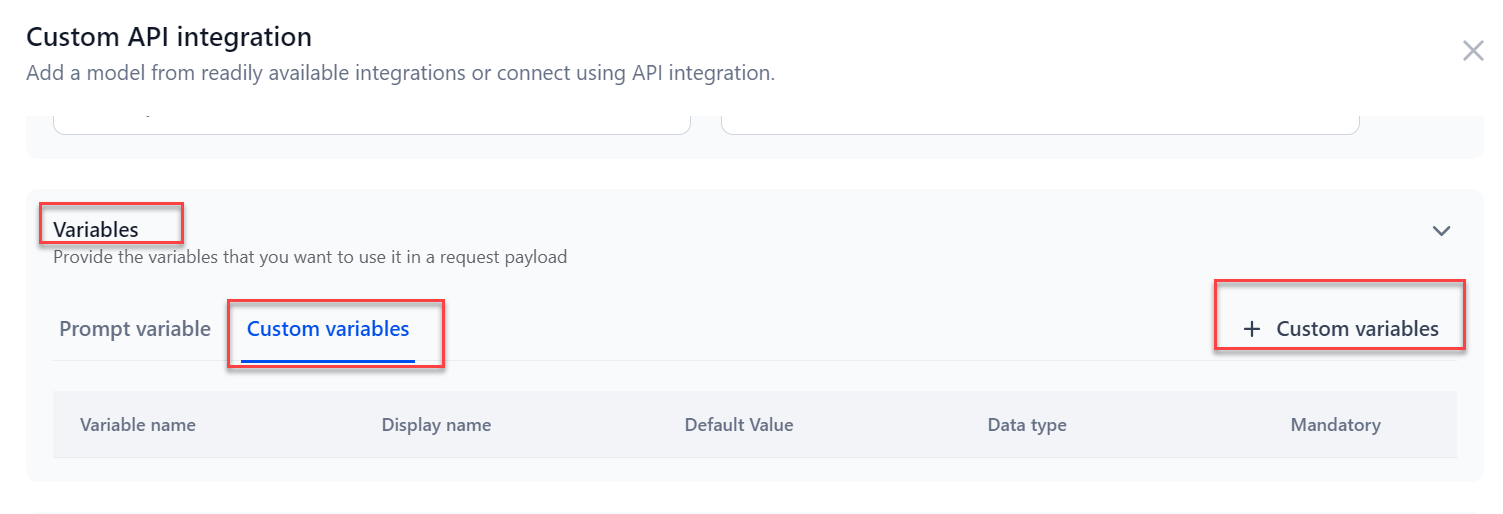 Custom API integration
Add a model from readily available integrations or connect using API integration.
Variables
Provide the variables that you want to use it in a request payload
Prompt variable Custom variables + Custom variables
Variable name Display name Default Value Data type Mandatory